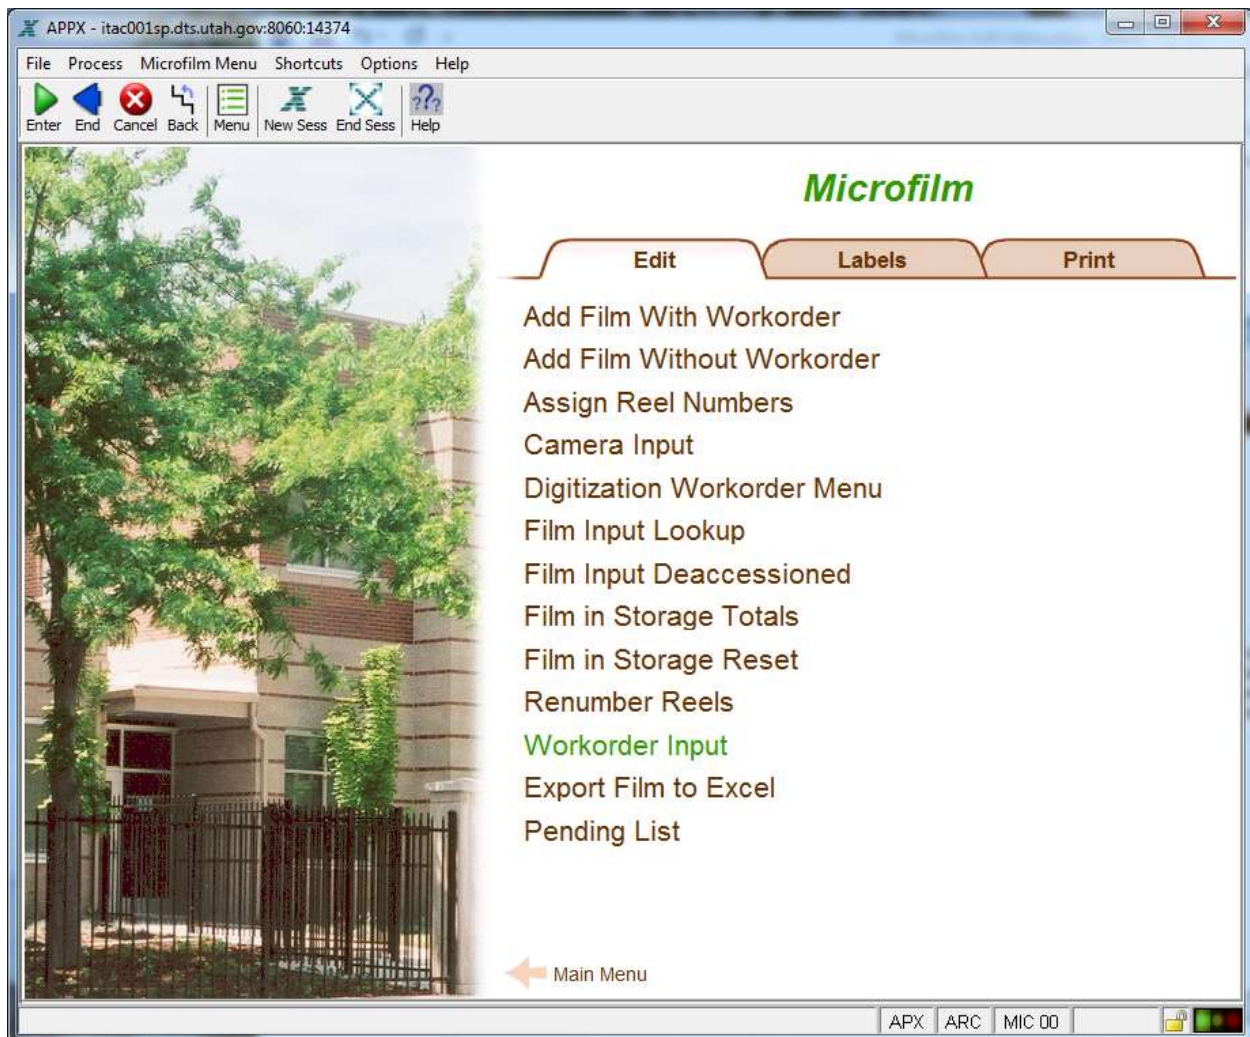 APPX - itac001sp.dts.utah.gov:8060:14374
File Process Microfilm Menu Shortcuts Options Help
Enter End Cancel Back Menu New Sess End Sess Help
Microfilm
Edit Labels Print
Add Film With Workorder
Add Film Without Workorder
Assign Reel Numbers
Camera Input
Digitization Workorder Menu
Film Input Lookup
Film Input Deaccessioned
Film in Storage Totals
Film in Storage Reset
Renumber Reels
Workorder Input
Export Film to Excel
Pending List
Main Menu
APX ARC MIC 00